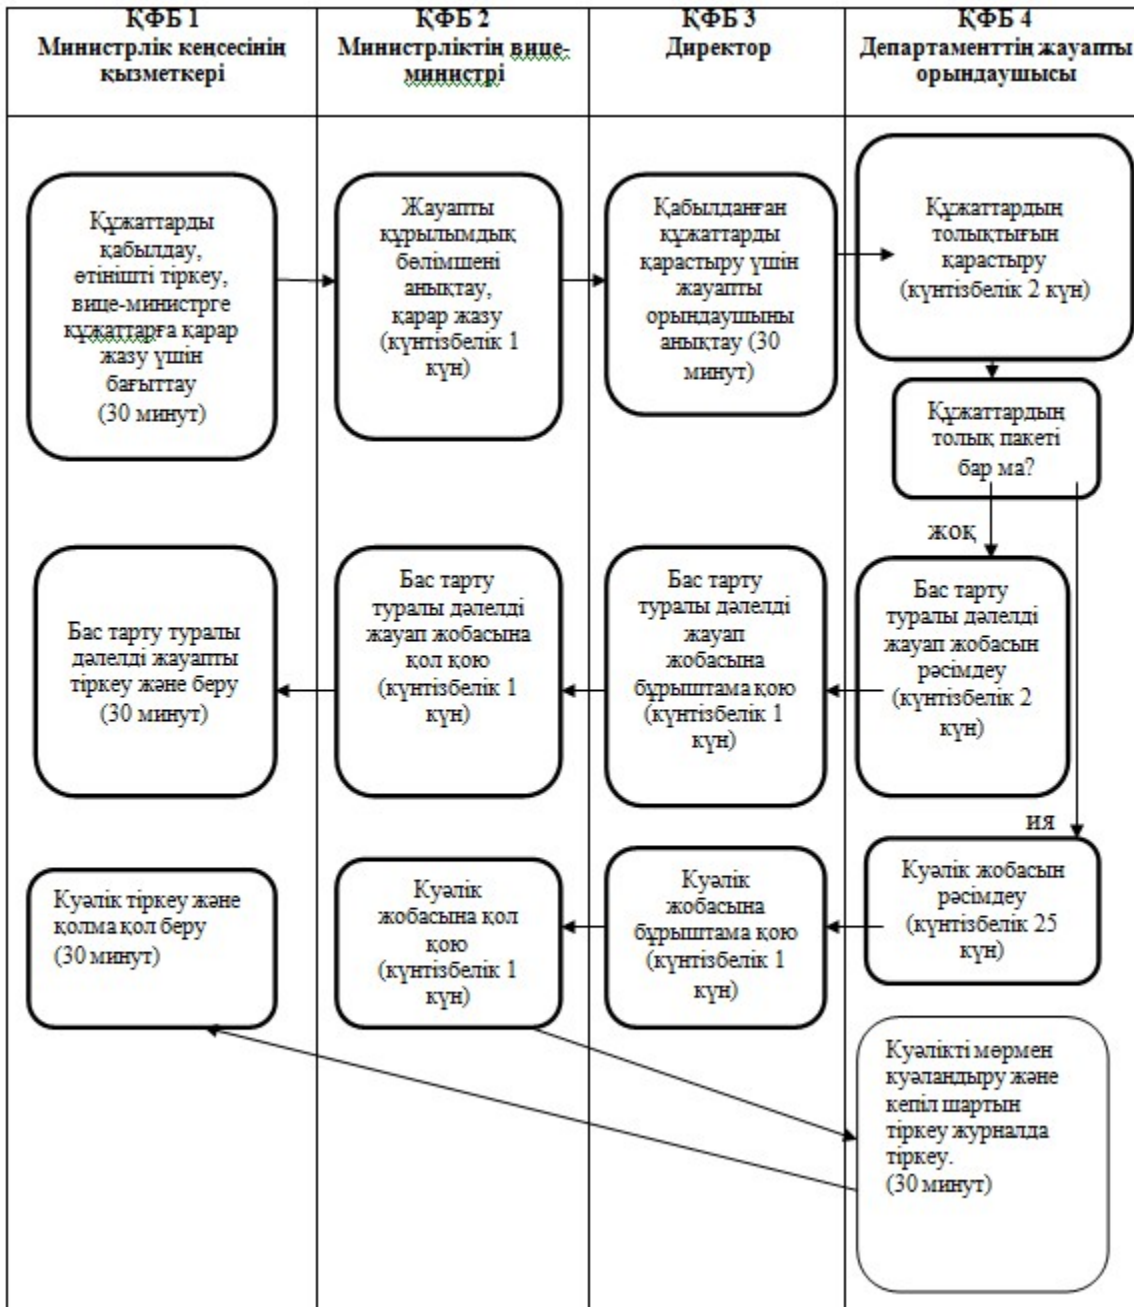 ҚФБ 1
Министрлік кеңсесінің
қызметкері
ҚФБ 2
Министрліктің вице-
министрі
ҚФБ 3
Директор
ҚФБ 4
Департаменттің жауапты
орындаушысы
Құжаттарды
қабылдау,
өтінішті тіркеу,
вице-министрге
құжаттарға қарар
жазу үшін
бағыттау
(30 минут)
Жауапты
құрылымдық
бөлімшені
анықтау,
қарар жазу
(күнтізбелік 1
күн)
Қабылданған
құжаттарды
қарастыру үшін
жауапты
орындаушыны
анықтау (30
минут)
Құжаттардың
толықтығын
қарастыру
(күнтізбелік 2 күн)
Құжаттардың
толық пакеті
бар ма?
жоқ
Бас тарту туралы
дәлелді жауапты
тіркеу және беру
(30 минут)
Бас тарту
туралы дәлелді
жауап жобасына
қол қою
(күнтізбелік 1
күн)
Бас тарту
туралы дәлелді
жауап
жобасына
бұрыштама қою
(күнтізбелік 1
күн)
Бас тарту
туралы дәлелді
жауап жобасын
рәсімдеу
(күнтізбелік 2
күн)
ия
Куәлік тіркеу және
қолма қол беру
(30 минут)
Куәлік
жобасына қол
қою
(күнтізбелік 1
күн)
Куәлік
жобасына
бұрыштама қою
(күнтізбелік 1
күн)
Куәлік жобасын
рәсімдеу
(күнтізбелік 25
күн)
Куәлікті мөрмен
куәландыру және
кепіл шартын
тіркеу журналда
тіркеу.
(30 минут)